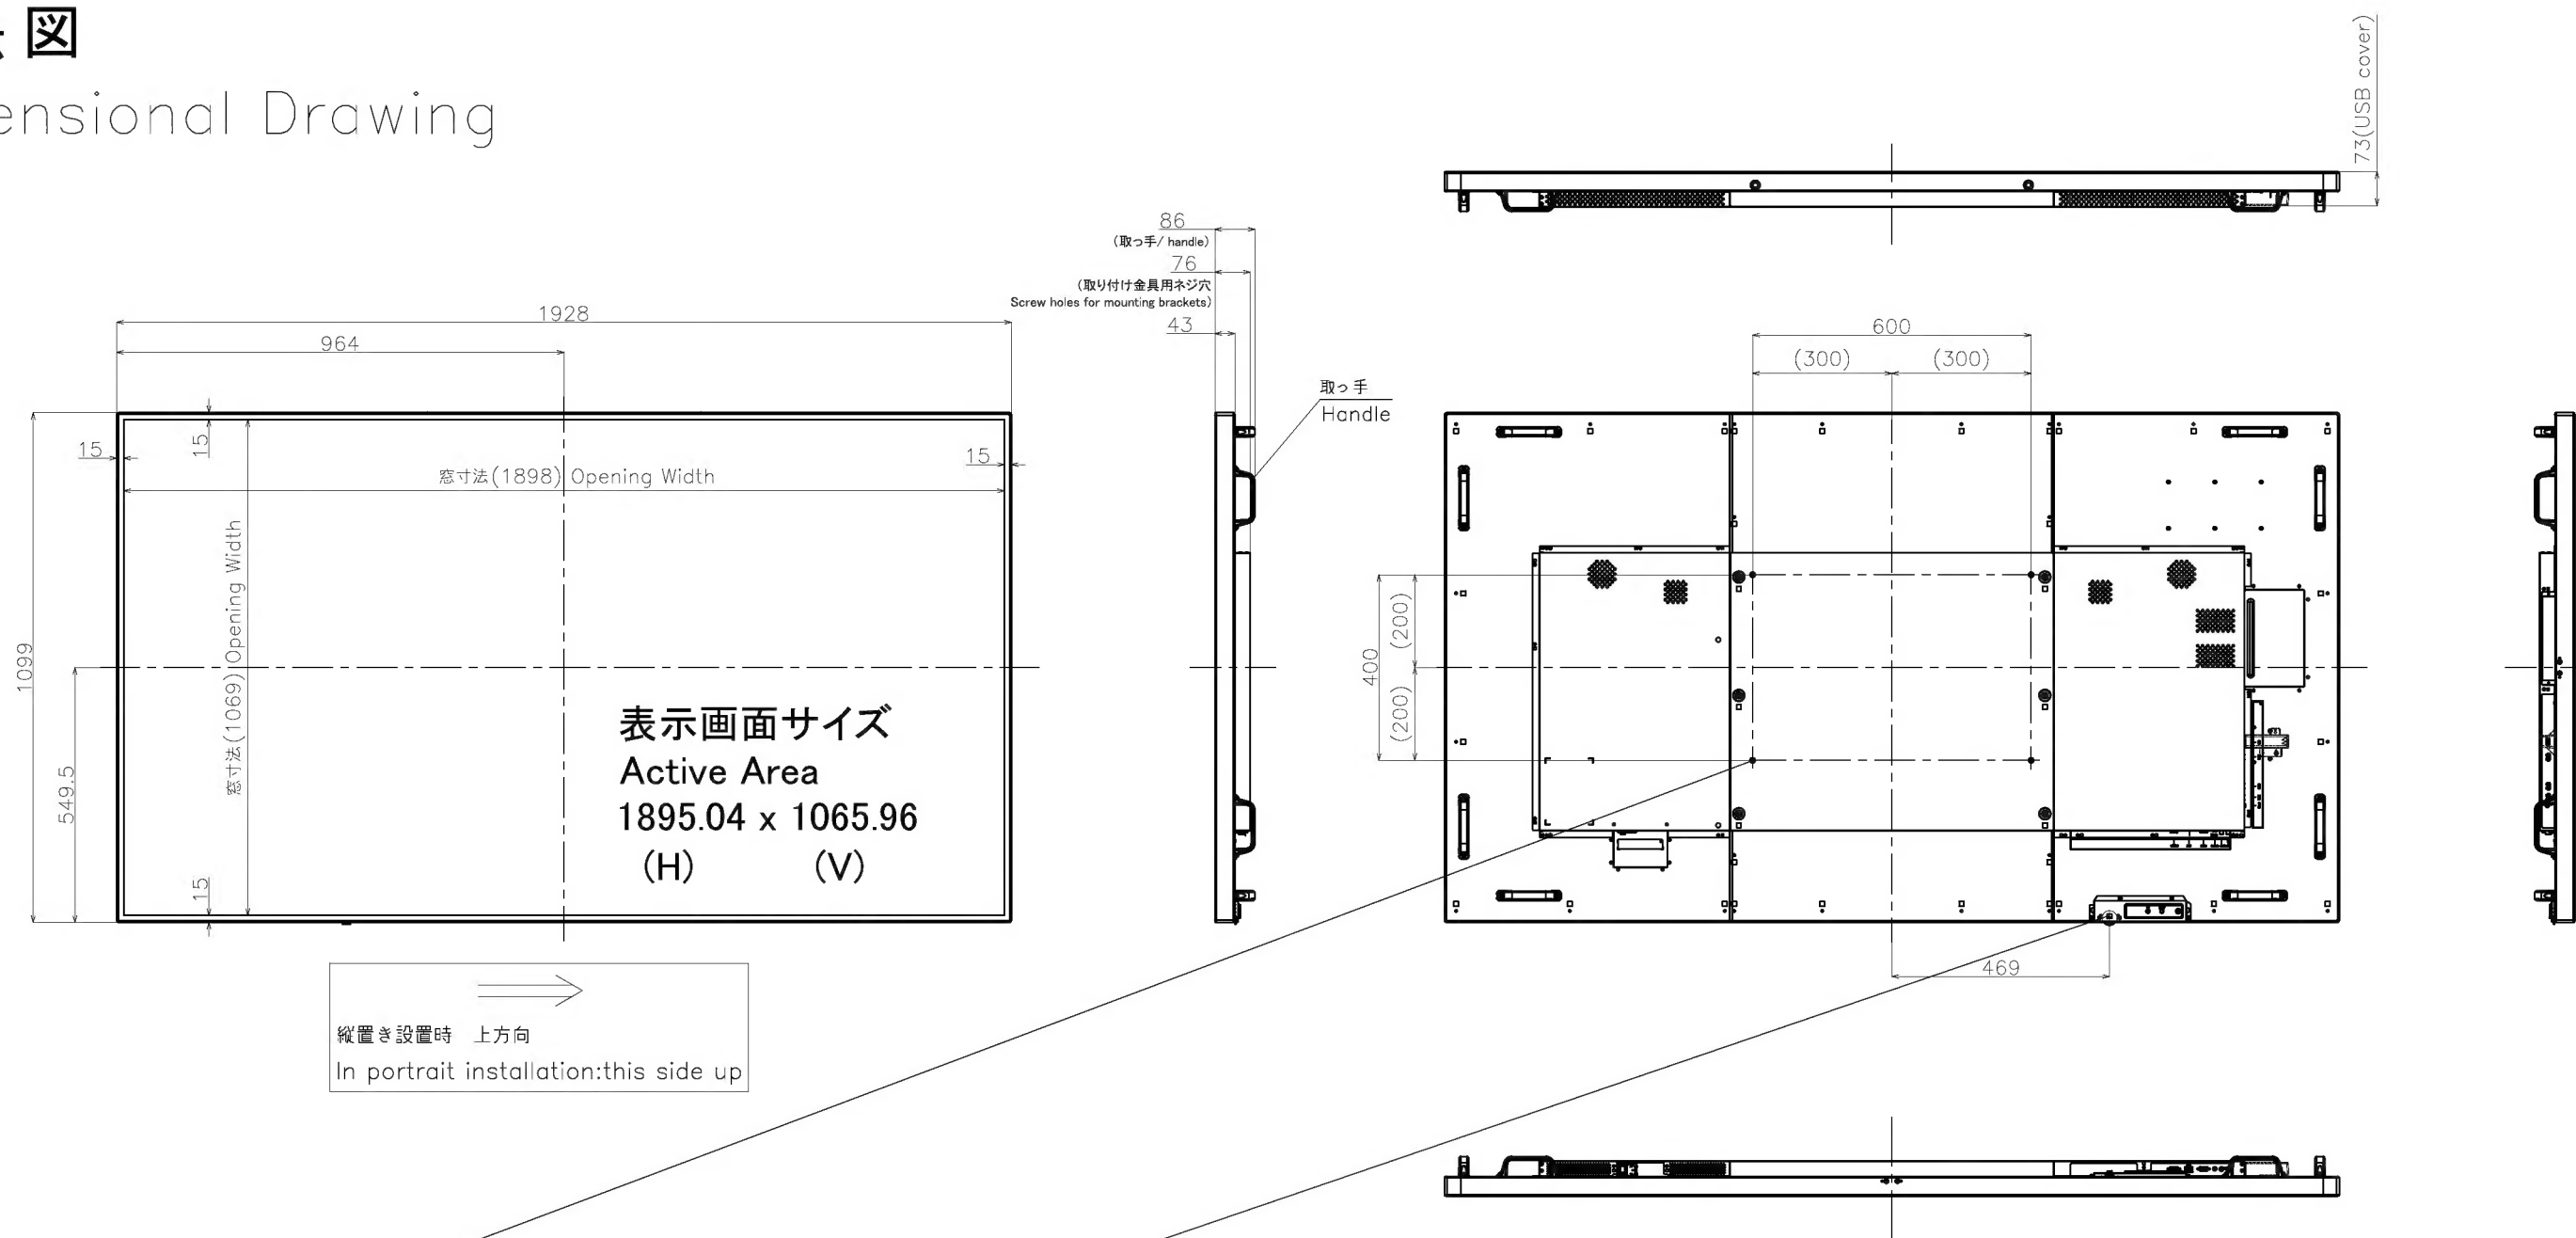 図
ensional Drawing
73(USB cover)
86
(取っ手/ handle)
76
(取り付け金具用ネジ穴
Screw holes for mounting brackets)
43
1928
964
600
(300)
(300)
取っ手
Handle
15
15
15
窓寸法(1898) Opening Width
窓寸法(1069) Opening Width
1099
549.5
400
(200)
(200)
表示画面サイズ
Active Area
1895.04 x 1065.96
(H) (V)
15
469
縦置き設置時 上方向
In portrait installation:this side up